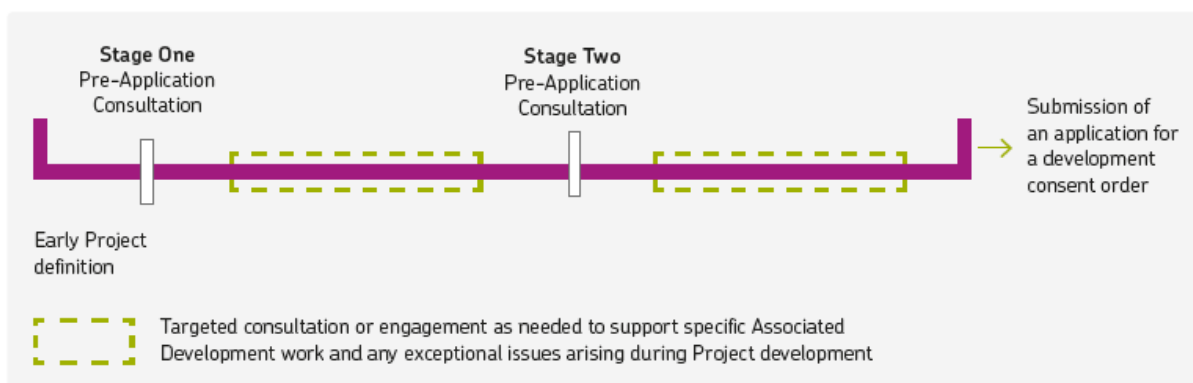 Stage One
Pre-Application
Consultation
Stage Two
Pre-Application
Consultation
Submission of
an application for
a development
consent order
Early Project
definition
Targeted consultation or engagement as needed to support specific Associated
Development work and any exceptional issues arising during Project development